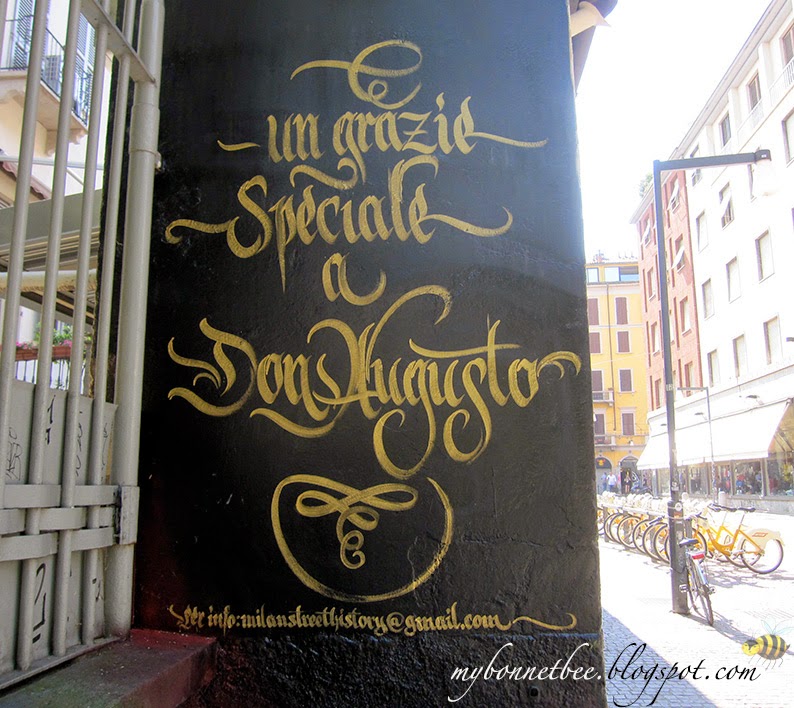 un grazie
Speciale
a
Don Augusto
Per info: milanstreethistory@gmail.com
mybonnetbee.blogspot.com